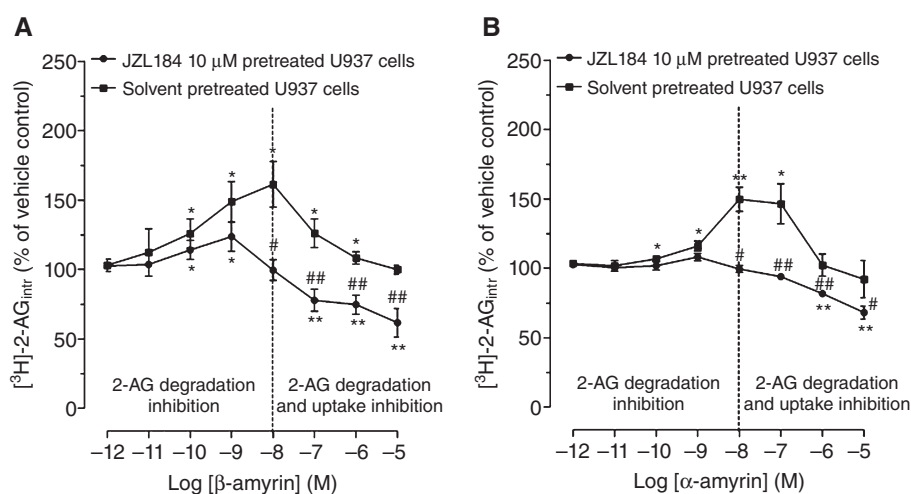 A
250
JZL184 10 μM pretreated U937 cells
Solvent pretreated U937 cells
200
150
100
50
0
[³H]-2-AGintr (% of vehicle control)
*
*
*
*
*
*
*
#
##
##
##
**
**
**
2-AG degradation
inhibition
2-AG degradation
and uptake inhibition
–12 –11 –10 –9 –8 –7 –6 –5
Log [β-amyrin] (M)
B
250
JZL184 10 μM pretreated U937 cells
Solvent pretreated U937 cells
200
150
100
50
0
[³H]-2-AGintr (% of vehicle control)
**
*
*
*
#
##
##
#
**
**
2-AG degradation
inhibition
2-AG degradation
and uptake inhibition
–12 –11 –10 –9 –8 –7 –6 –5
Log [α-amyrin] (M)